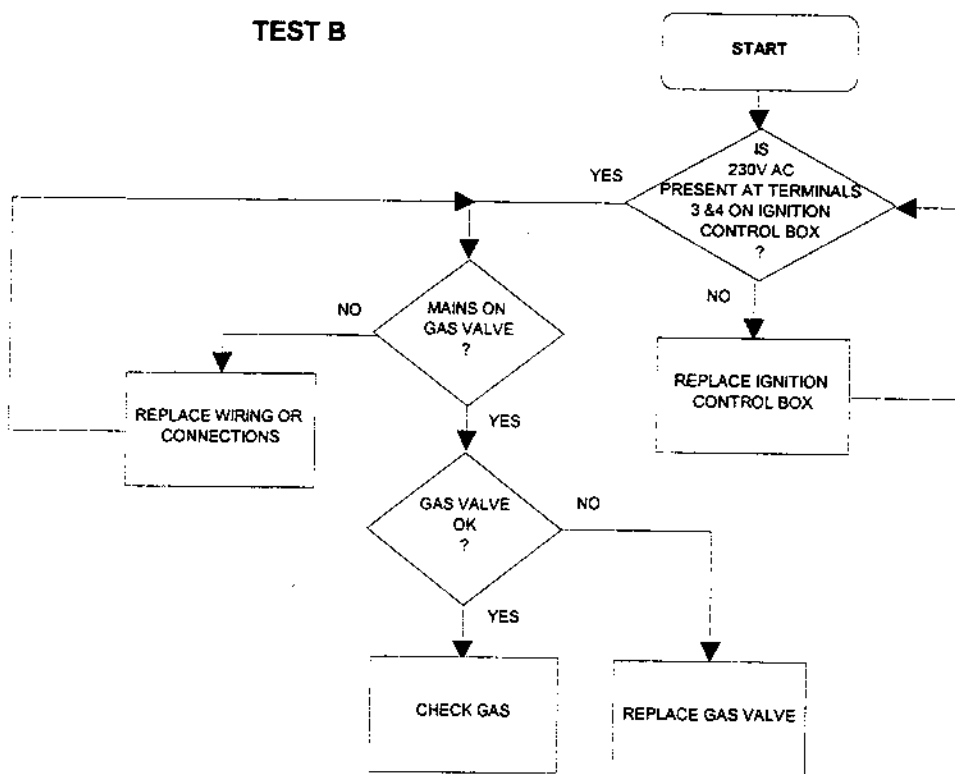 TEST B
START
IS
230V AC
PRESENT AT TERMINALS
3 &4 ON IGNITION
CONTROL BOX
?
YES
NO
REPLACE IGNITION
CONTROL BOX
MAINS ON
GAS VALVE
?
NO
REPLACE WIRING OR
CONNECTIONS
YES
GAS VALVE
OK
?
NO
YES
CHECK GAS
REPLACE GAS VALVE